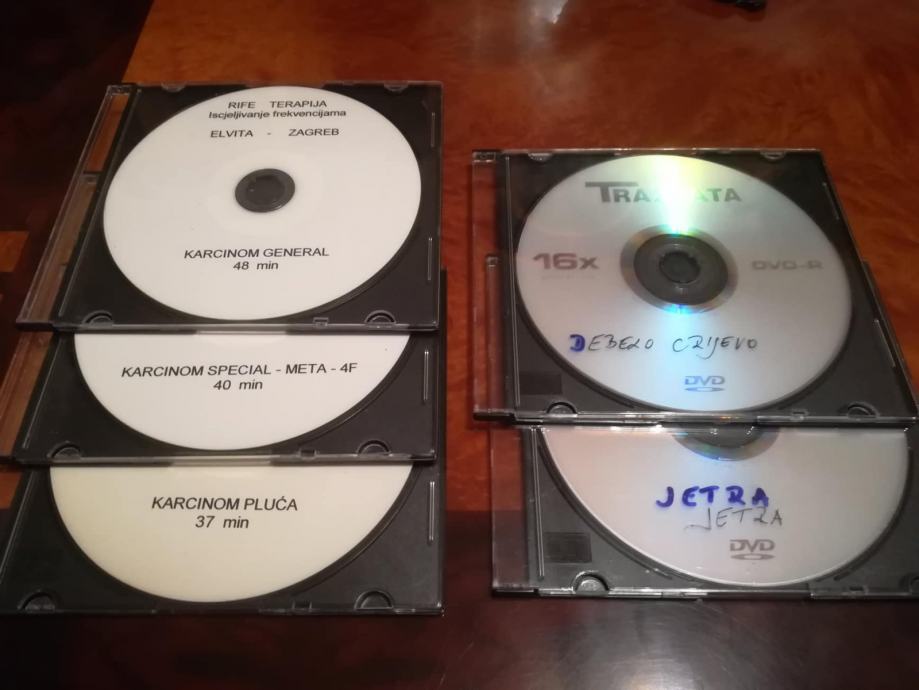 RIFE TERAPIJA
Iscjeljivanje frekvencijama
ELVITA - ZAGREB
KARCINOM GENERAL
48 min
KARCINOM SPECIAL - META - 4F
40 min
KARCINOM PLUĆA
37 min
TRAXDATA
16x DVD-R
DEBELO CRIJEVO
DVD
JETRA
JETRA
DVD